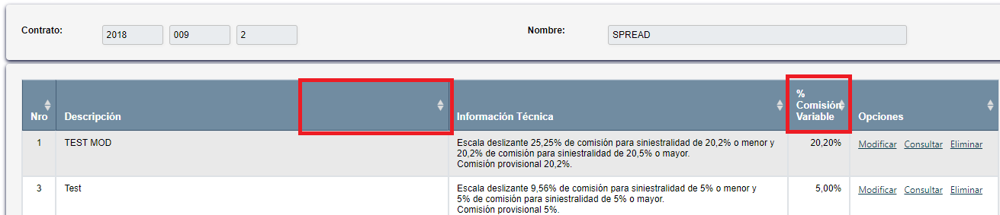 Contrato: 2018 009 2 Nombre: SPREAD
Nro Descripción Información Técnica % Comisión Variable Opciones
1 TEST MOD Escala deslizante 25,25% de comisión para siniestralidad de 20,2% o menor y 20,20% Modificar Consultar Eliminar
20,2% de comisión para siniestralidad de 20,5% o mayor.
Comisión provisional 20,2%.
3 Test Escala deslizante 9,56% de comisión para siniestralidad de 5% o menor y 5,00% Modificar Consultar Eliminar
5% de comisión para siniestralidad de 5% o mayor.
Comisión provisional 5%.